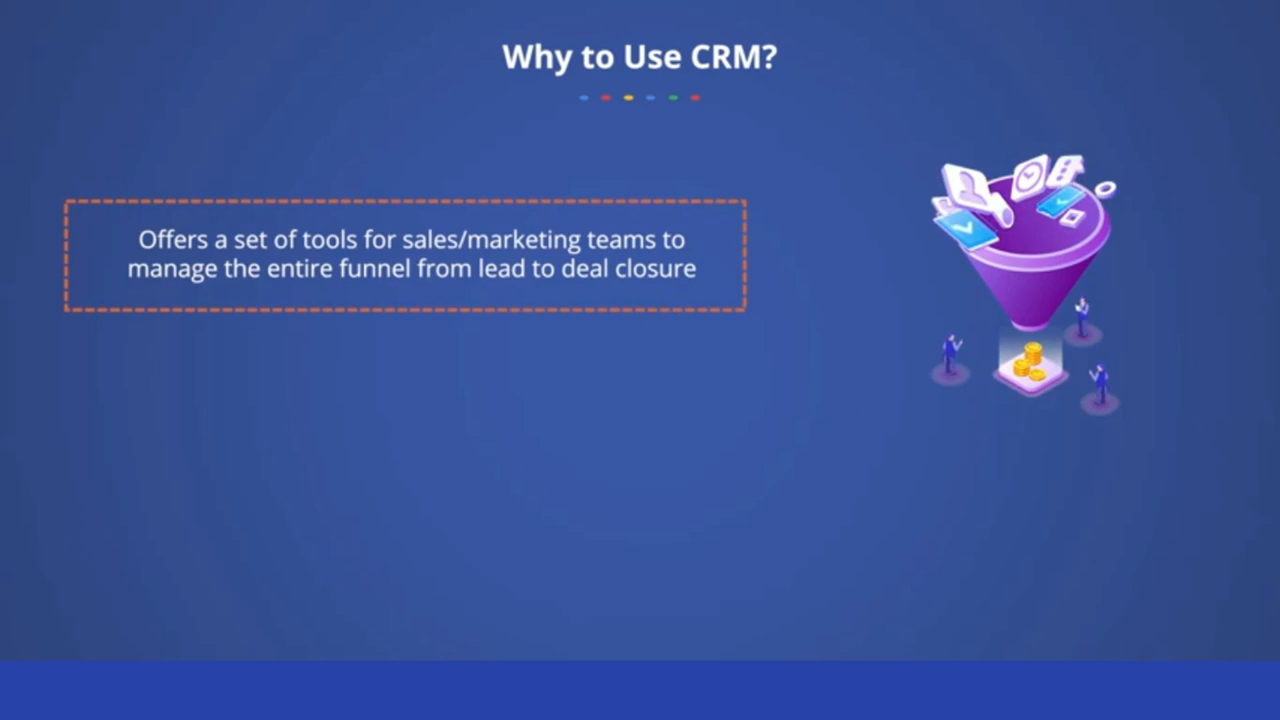 Why to Use CRM?
Offers a set of tools for sales/marketing teams to
manage the entire funnel from lead to deal closure